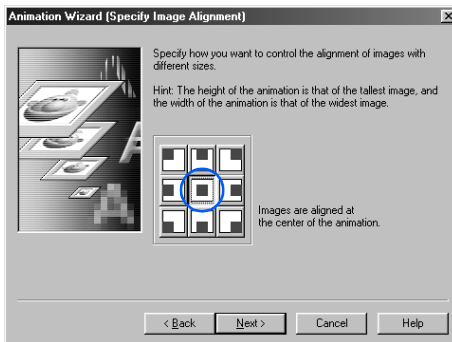 Animation Wizard (Specify Image Alignment)
Specify how you want to control the alignment of images with
different sizes.
Hint: The height of the animation is that of the tallest image, and
the width of the animation is that of the widest image.
Images are aligned at
the center of the animation.
< Back Next > Cancel Help